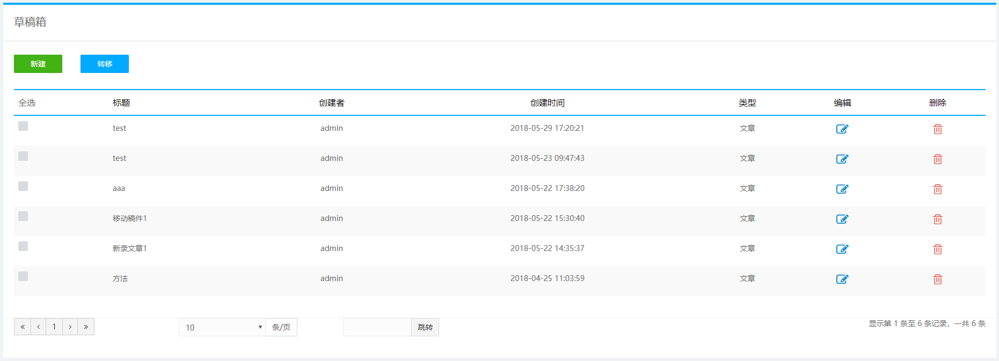 草稿箱
新建 转移
全选 标题 创建者 创建时间 类型 编辑 删除
test admin 2018-05-29 17:20:21 文章
test admin 2018-05-23 09:47:43 文章
aaa admin 2018-05-22 17:38:20 文章
移动稿件1 admin 2018-05-22 15:30:40 文章
新录文章1 admin 2018-05-22 14:35:37 文章
方法 admin 2018-04-25 11:03:59 文章
« ‹ 1 › » 10 条/页 跳转 显示第 1 条至 6 条记录，一共 6 条